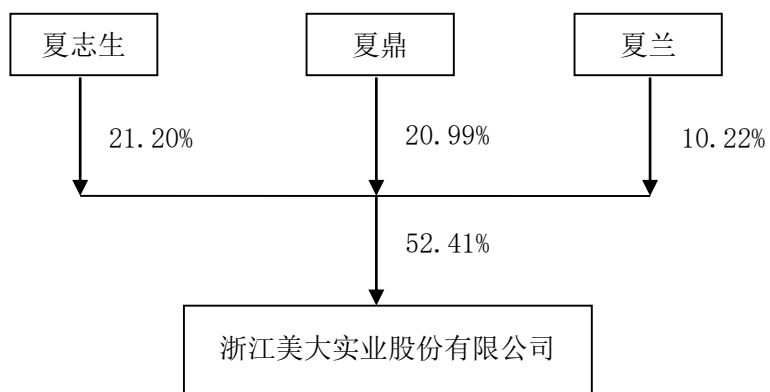 夏志生
夏鼎
夏兰
21.20%
20.99%
10.22%
52.41%
浙江美大实业股份有限公司